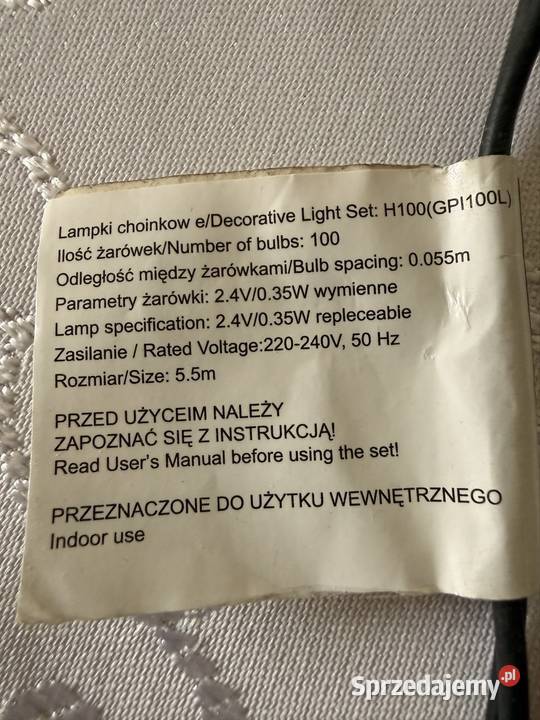 Lampki choinkow e/Decorative Light Set: H100(GPI100L)
Ilość żarówek/Number of bulbs: 100
Odległość między żarówkami/Bulb spacing: 0.055m
Parametry żarówki: 2.4V/0.35W wymienne
Lamp specification: 2.4V/0.35W repleceable
Zasilanie / Rated Voltage:220-240V, 50 Hz
Rozmiar/Size: 5.5m
PRZED UŻYCEIM NALEŻY
ZAPOZNAĆ SIĘ Z INSTRUKCJĄ!
Read User's Manual before using the set!
PRZEZNACZONE DO UŻYTKU WEWNĘTRZNEGO
Indoor use
Sprzedajemy.pl